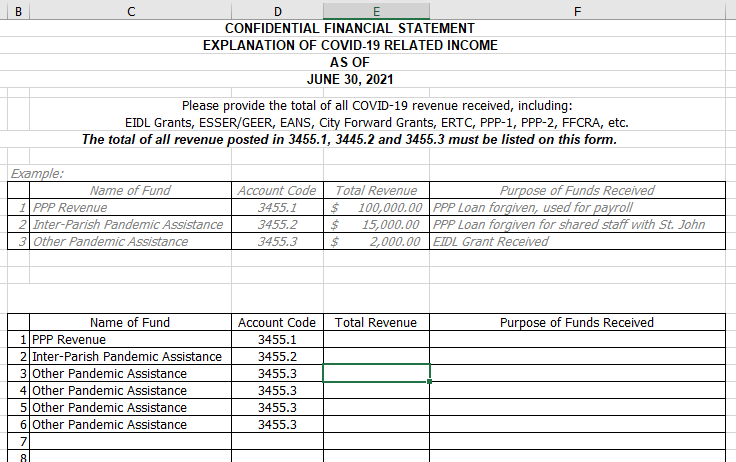 B C D E F
CONFIDENTIAL FINANCIAL STATEMENT
EXPLANATION OF COVID-19 RELATED INCOME
AS OF
JUNE 30, 2021
Please provide the total of all COVID-19 revenue received, including:
EIDL Grants, ESSER/GEER, EANS, City Forward Grants, ERTC, PPP-1, PPP-2, FFCRA, etc.
The total of all revenue posted in 3455.1, 3445.2 and 3455.3 must be listed on this form.
Example:
Name of Fund Account Code Total Revenue Purpose of Funds Received
1 PPP Revenue 3455.1 $ 100,000.00 PPP Loan forgiven, used for payroll
2 Inter-Parish Pandemic Assistance 3455.2 $ 15,000.00 PPP Loan forgiven for shared staff with St. John
3 Other Pandemic Assistance 3455.3 $ 2,000.00 EIDL Grant Received
Name of Fund Account Code Total Revenue Purpose of Funds Received
1 PPP Revenue 3455.1
2 Inter-Parish Pandemic Assistance 3455.2
3 Other Pandemic Assistance 3455.3
4 Other Pandemic Assistance 3455.3
5 Other Pandemic Assistance 3455.3
6 Other Pandemic Assistance 3455.3
7
8